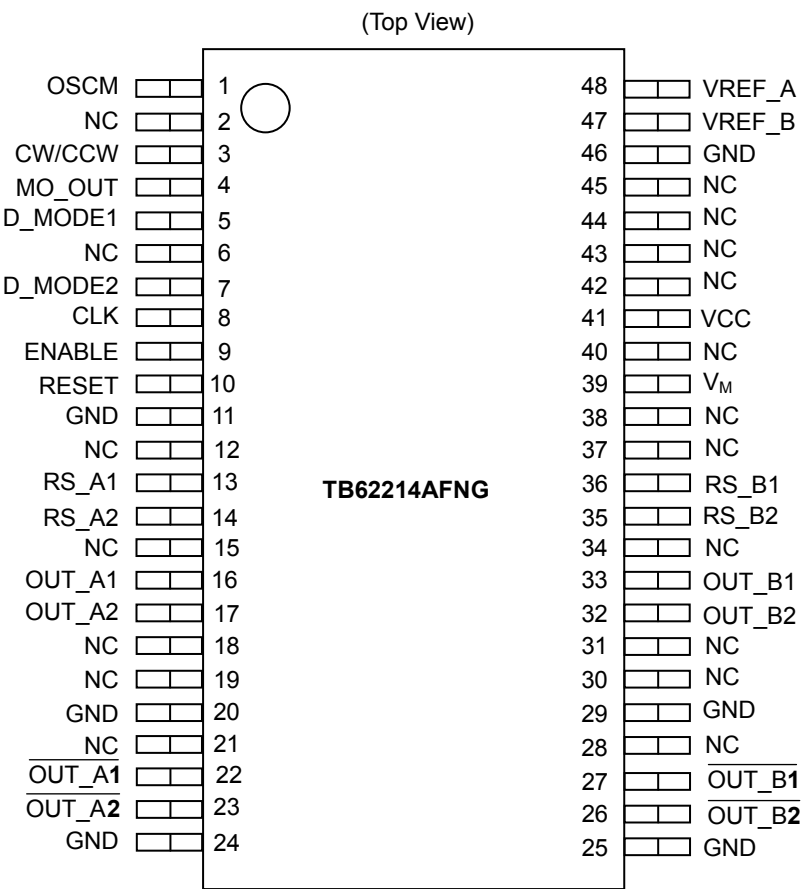 (Top View)
OSCM 1 48 VREF_A
NC 2 47 VREF_B
CW/CCW 3 46 GND
MO_OUT 4 45 NC
D_MODE1 5 44 NC
NC 6 43 NC
D_MODE2 7 42 NC
CLK 8 41 VCC
ENABLE 9 40 NC
RESET 10 39 VM
GND 11 38 NC
NC 12 37 NC
RS_A1 13 TB62214AFNG 36 RS_B1
RS_A2 14 35 RS_B2
NC 15 34 NC
OUT_A1 16 33 OUT_B1
OUT_A2 17 32 OUT_B2
NC 18 31 NC
NC 19 30 NC
GND 20 29 GND
NC 21 28 NC
OUT_A1 22 27 OUT_B1
OUT_A2 23 26 OUT_B2
GND 24 25 GND